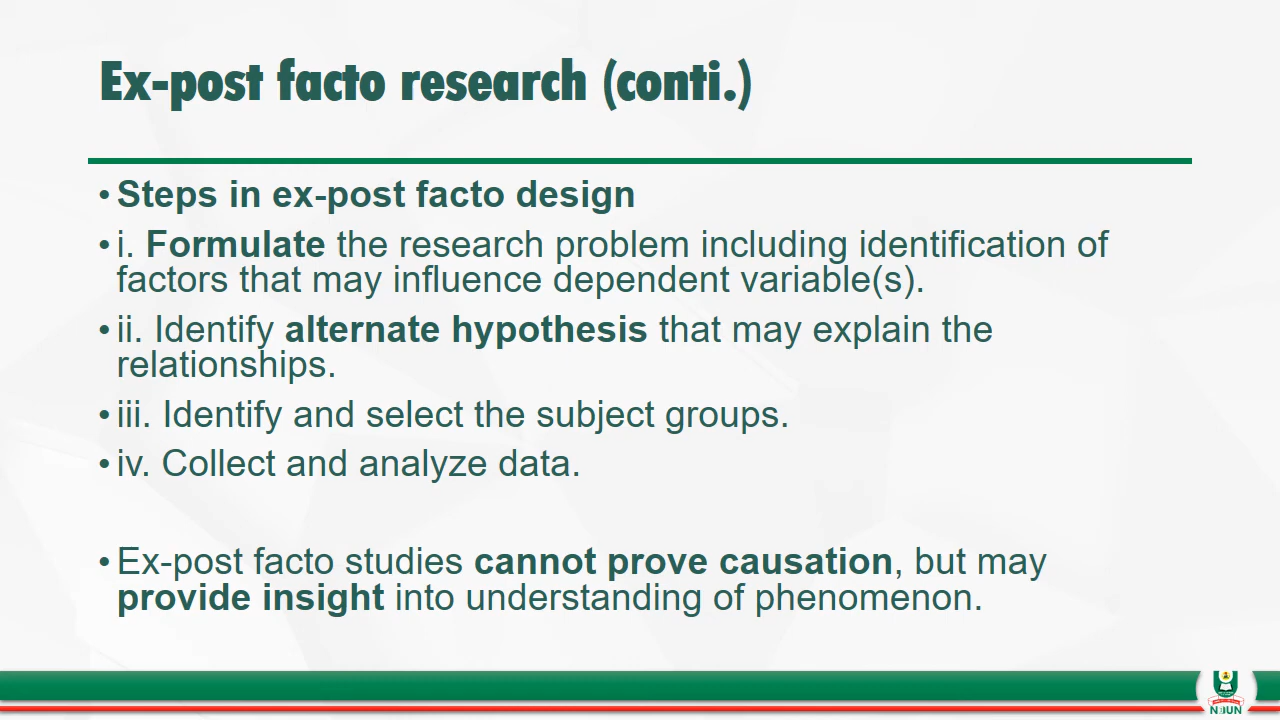 Ex-post facto research (conti.)
• Steps in ex-post facto design
• i. Formulate the research problem including identification of
factors that may influence dependent variable(s).
• ii. Identify alternate hypothesis that may explain the
relationships.
• iii. Identify and select the subject groups.
• iv. Collect and analyze data.
• Ex-post facto studies cannot prove causation, but may
provide insight into understanding of phenomenon.